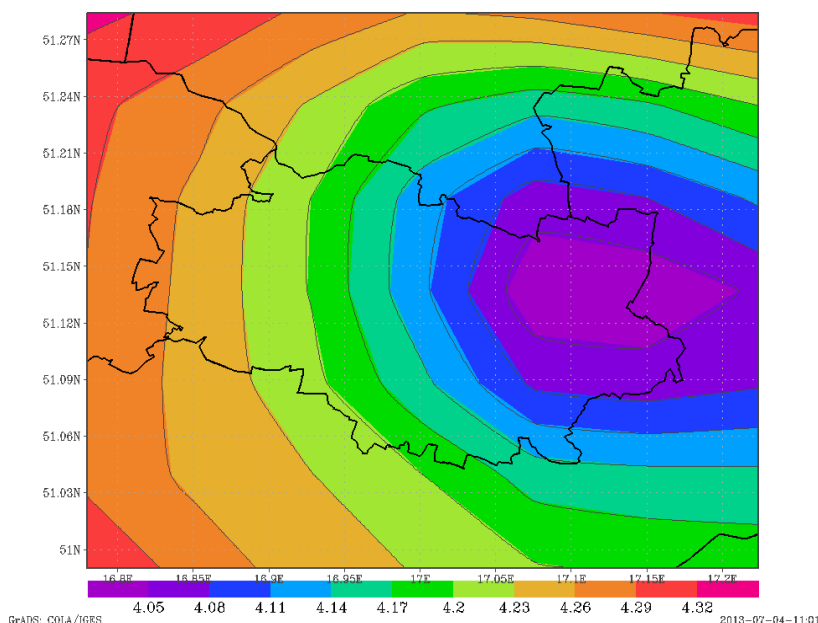 51.27N
51.24N
51.21N
51.18N
51.15N
51.12N
51.09N
51.06N
51.03N
51N
16.8E 16.85E 16.9E 16.95E 17E 17.05E 17.1E 17.15E 17.2E
4.05 4.08 4.11 4.14 4.17 4.2 4.23 4.26 4.29 4.32
GrADS: COLA/IGES 2013-07-04-11:01